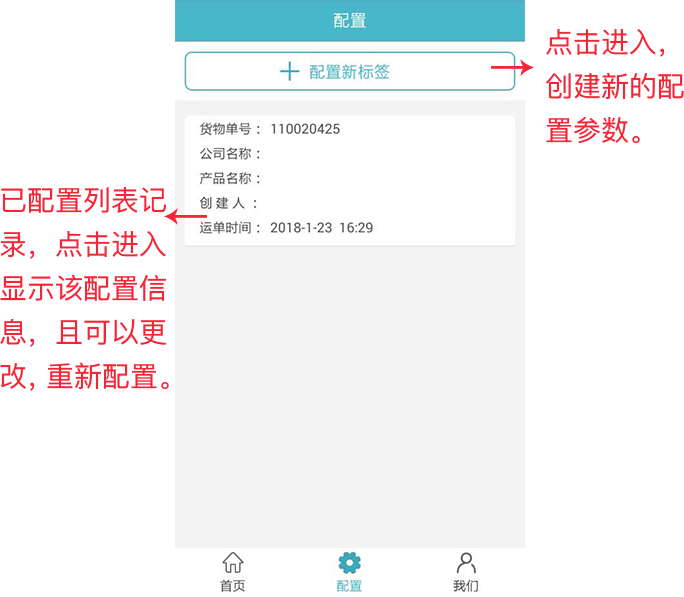 配置
配置新标签
点击进入，
创建新的配
置参数。
货物单号： 110020425
公司名称：
产品名称：
创 建 人 ：
运单时间： 2018-1-23 16:29
已配置列表记
录，点击进入
显示该配置信
息，且可以更
改, 重新配置。
首页
配置
我们